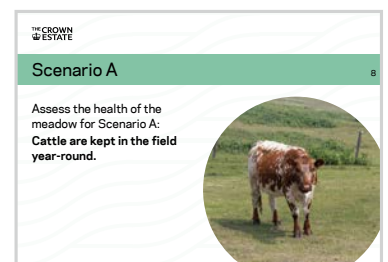 THE CROWN
ESTATE
Scenario A
8
Assess the health of the
meadow for Scenario A:
Cattle are kept in the field
year-round.